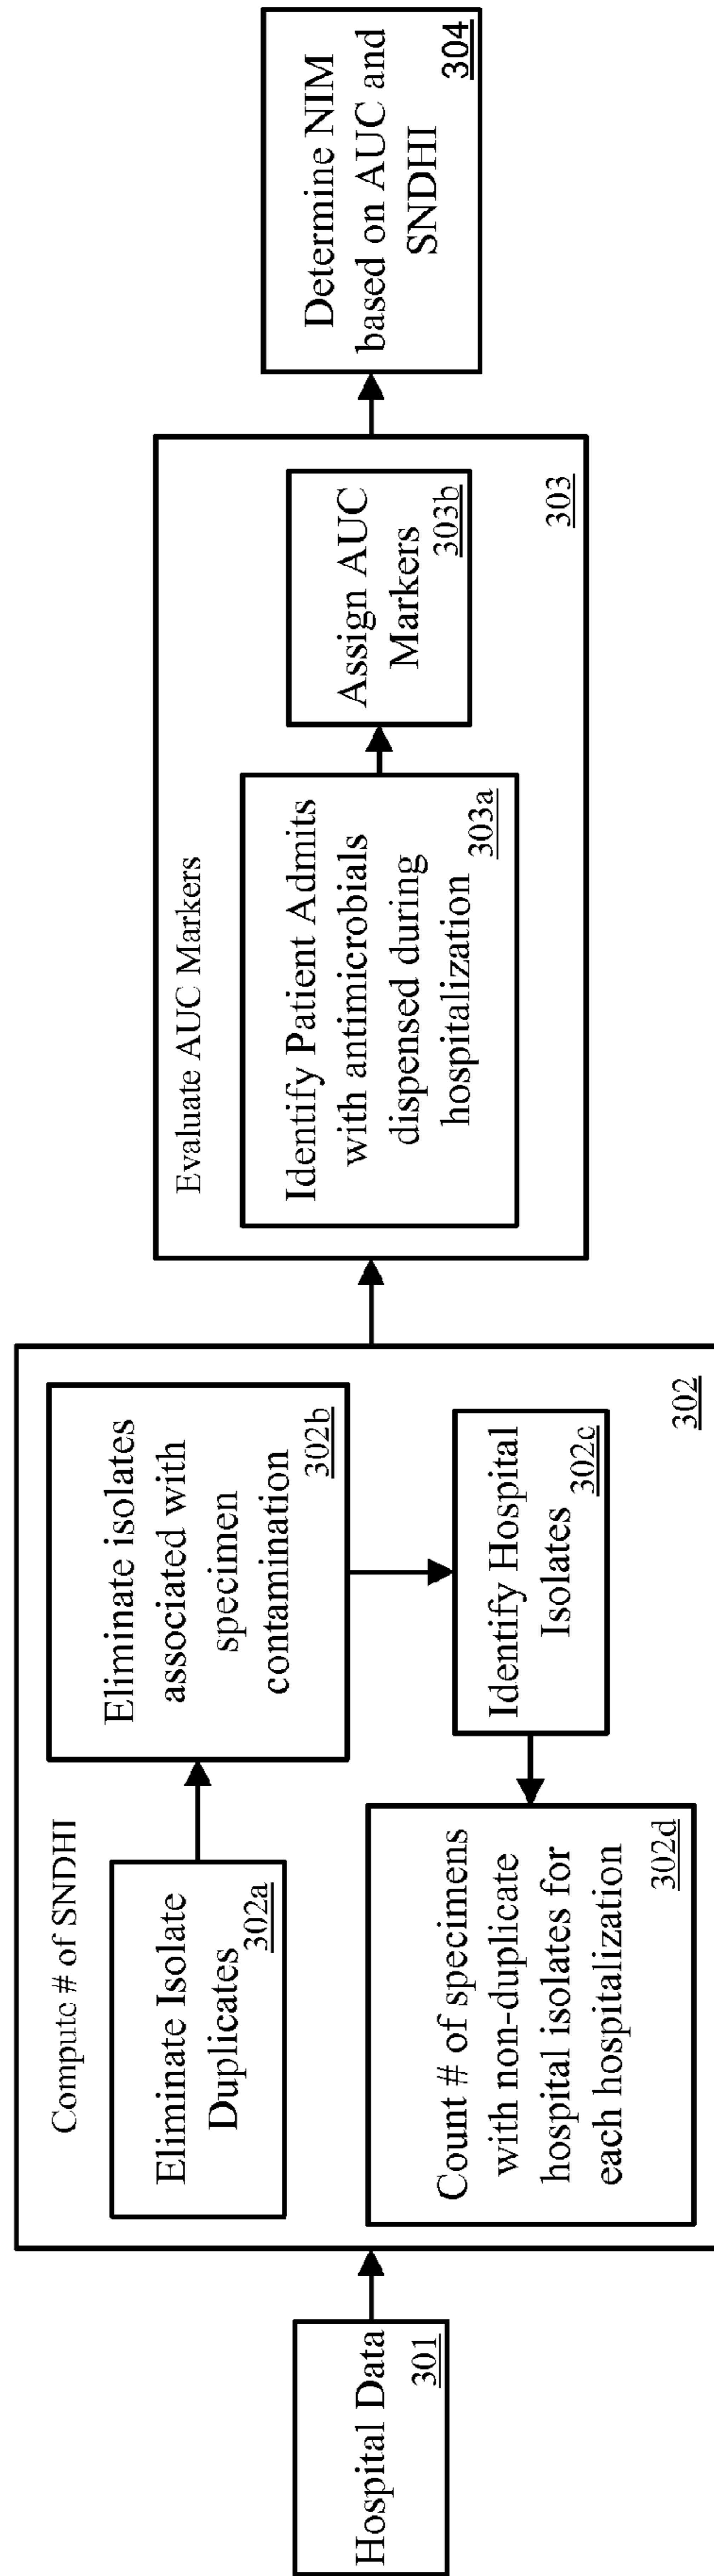 Hospital Data
301
Compute # of SNDHI
Eliminate Isolate
Duplicates
302a
Eliminate isolates
associated with
specimen
contamination
302b
Identify Hospital
Isolates
302c
Count # of specimens
with non-duplicate
hospital isolates for
each hospitalization
302d
302
Evaluate AUC Markers
Identify Patient Admits
with antimicrobials
dispensed during
hospitalization
303a
Assign AUC
Markers
303b
303
Determine NIM
based on AUC and
SNDHI
304